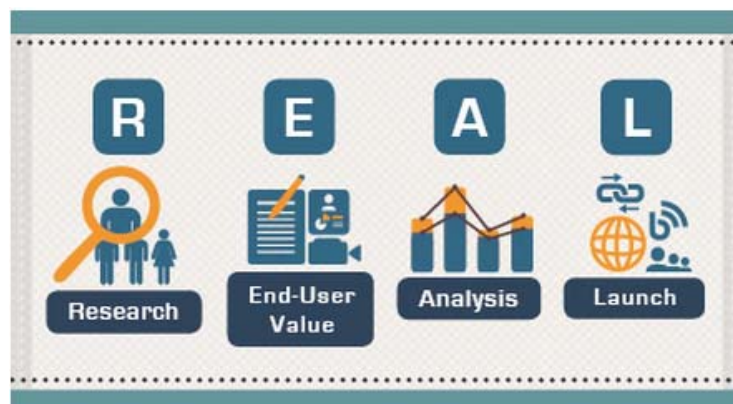 R E A L
Research
End-User
Value
Analysis
Launch